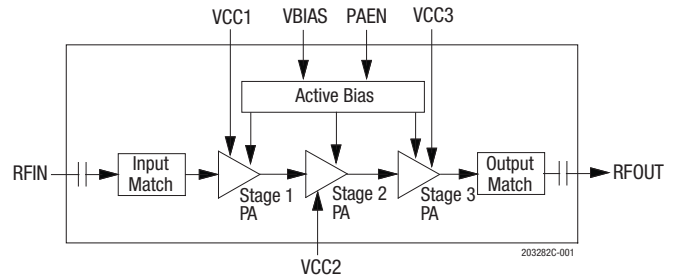 VCC1 VBIAS PAEN VCC3
Active Bias
RFIN
Input
Match
Stage 1
PA
Stage 2
PA
Stage 3
PA
Output
Match
RFOUT
VCC2
203282C-001